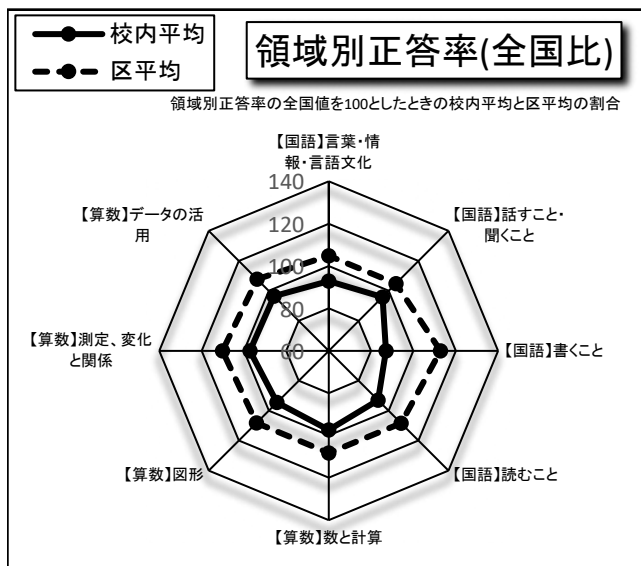 校内平均
区平均
領域別正答率(全国比)
領域別正答率の全国値を100としたときの校内平均と区平均の割合
【国語】言葉・情
報・言語文化
【国語】話すこと・
聞くこと
【国語】書くこと
【国語】読むこと
【算数】数と計算
【算数】図形
【算数】測定、変化
と関係
【算数】データの活
用
140
120
100
80
60